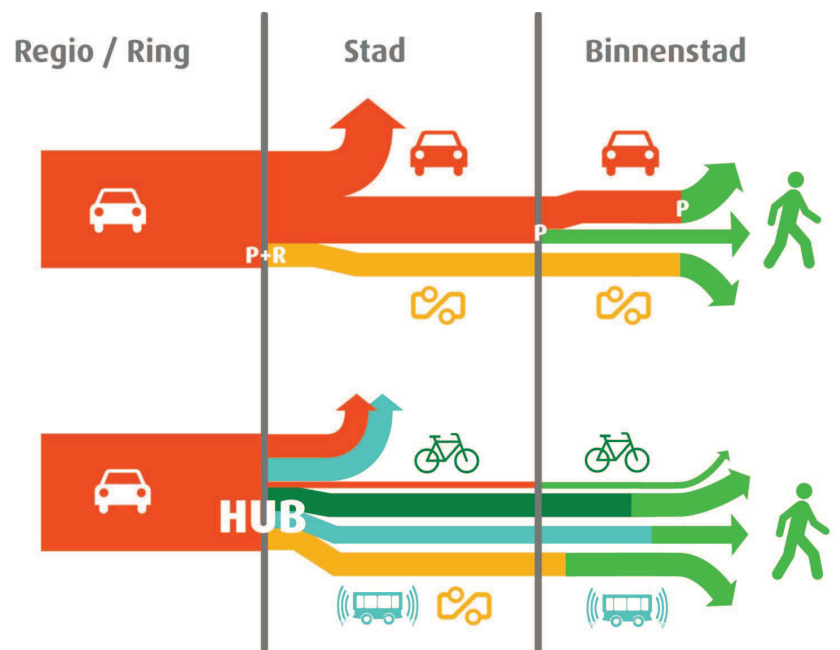 Regio / Ring
Stad
Binnenstad
P+R
P
P
HUB